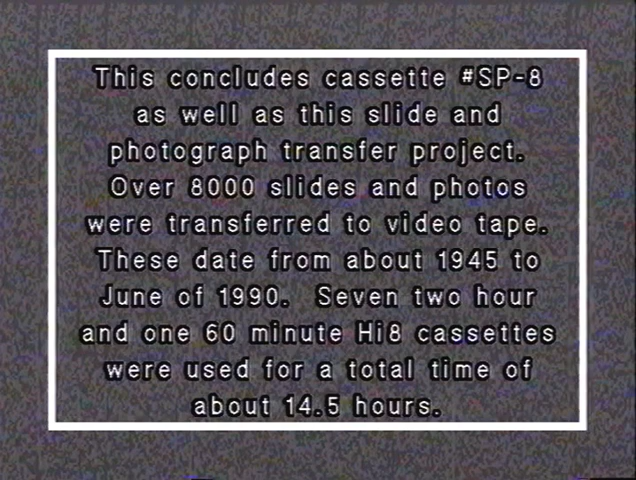 This concludes cassette #SP-8
as well as this slide and
photograph transfer project.
Over 8000 slides and photos
were transferred to video tape.
These date from about 1945 to
June of 1990.  Seven two hour
and one 60 minute Hi8 cassettes
were used for a total time of
about 14.5 hours.